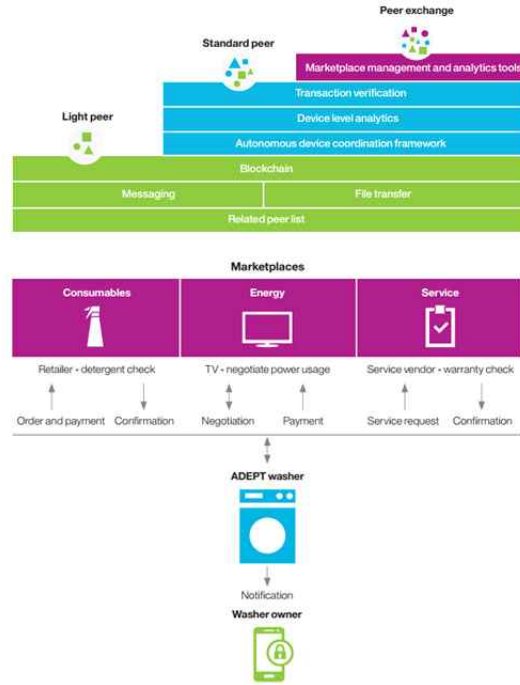 Peer exchange
Standard peer
Marketplace management and analytics tools
Transaction verification
Light peer
Device level analytics
Autonomous device coordination framework
Blockchain
Messaging
File transfer
Related peer list
Marketplaces
Consumables
Energy
Service
Retailer - detergent check
TV - negotiate power usage
Service vendor - warranty check
Order and payment
Confirmation
Negotiation
Payment
Service request
Confirmation
ADEPT washer
Notification
Washer owner